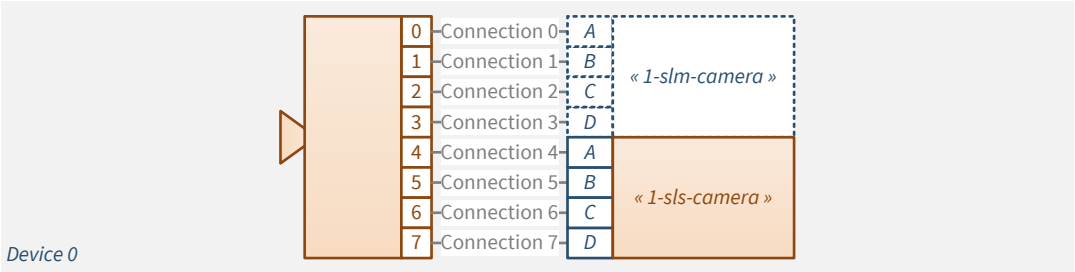 0 Connection 0 A
1 Connection 1 B
2 Connection 2 C
3 Connection 3 D
« 1-slm-camera »
4 Connection 4 A
5 Connection 5 B
6 Connection 6 C
7 Connection 7 D
« 1-sls-camera »
Device 0